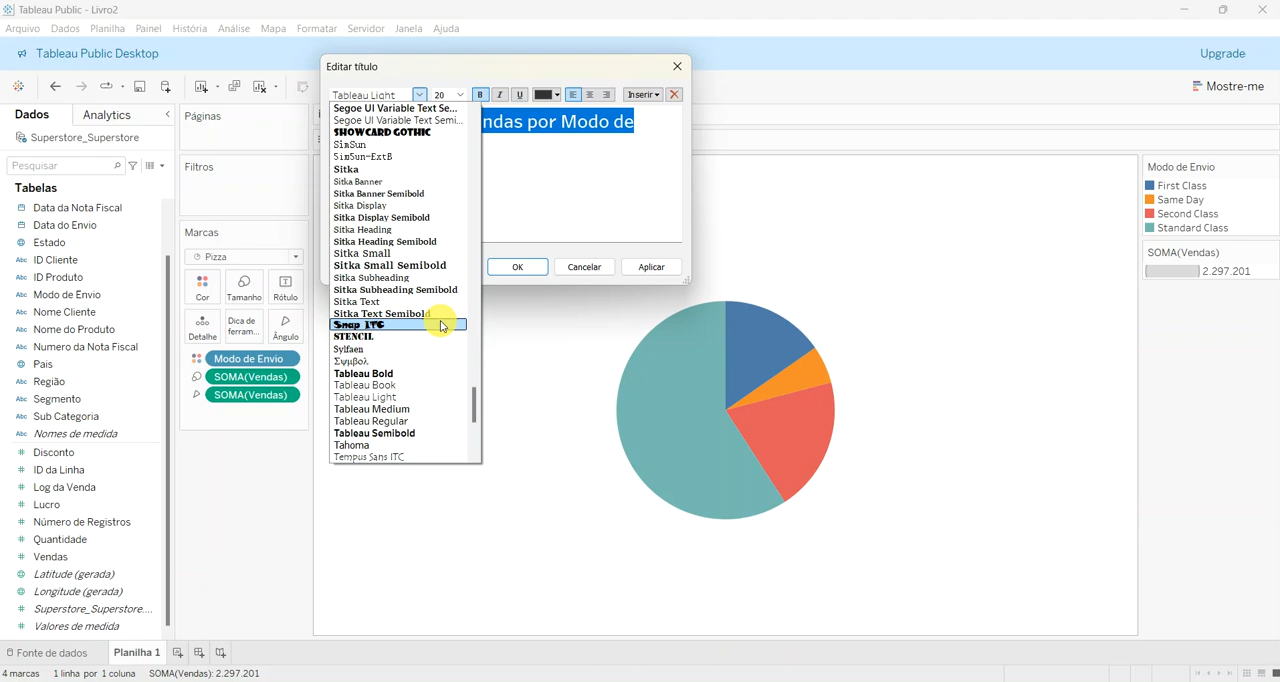 Tableau Public - Livro2
Arquivo Dados Planilha Painel História Análise Mapa Formatar Servidor Janela Ajuda
Tableau Public Desktop Upgrade
Mostre-me
Dados Analytics
Superstore_Superstore
Pesquisar
Tabelas
Data da Nota Fiscal
Data do Envio
Estado
Abc ID Cliente
Abc ID Produto
Abc Modo de Envio
Abc Nome Cliente
Abc Nome do Produto
Abc Numero da Nota Fiscal
Pais
Abc Região
Abc Segmento
Abc Sub Categoria
Abc Nomes de medida
# Disconto
# ID da Linha
# Log da Venda
# Lucro
# Número de Registros
# Quantidade
# Vendas
Latitude (gerada)
Longitude (gerada)
# Superstore_Superstore....
# Valores de medida
Páginas
Filtros
Marcas
Pizza
Cor Tamanho Rótulo
Detalhe Dica de ferram... Ângulo
Modo de Envio
SOMA(Vendas)
SOMA(Vendas)
Editar título
Tableau Light 20 B I U Inserir
ndas por Modo de
Segoe UI Variable Text Se...
Segoe UI Variable Text Semi...
SHOWCARD GOTHIC
SimSun
SimSun-ExtB
Sitka
Sitka Banner
Sitka Banner Semibold
Sitka Display
Sitka Display Semibold
Sitka Heading
Sitka Heading Semibold
Sitka Small
Sitka Small Semibold
Sitka Subheading
Sitka Subheading Semibold
Sitka Text
Sitka Text Semibold
Snap ITC
STENCIL
Sylfaen
Σψμβολ
Tableau Bold
Tableau Book
Tableau Light
Tableau Medium
Tableau Regular
Tableau Semibold
Tahoma
Tempus Sans ITC
OK Cancelar Aplicar
Modo de Envio
First Class
Same Day
Second Class
Standard Class
SOMA(Vendas)
2.297.201
Fonte de dados Planilha 1
4 marcas 1 linha por 1 coluna SOMA(Vendas): 2.297.201